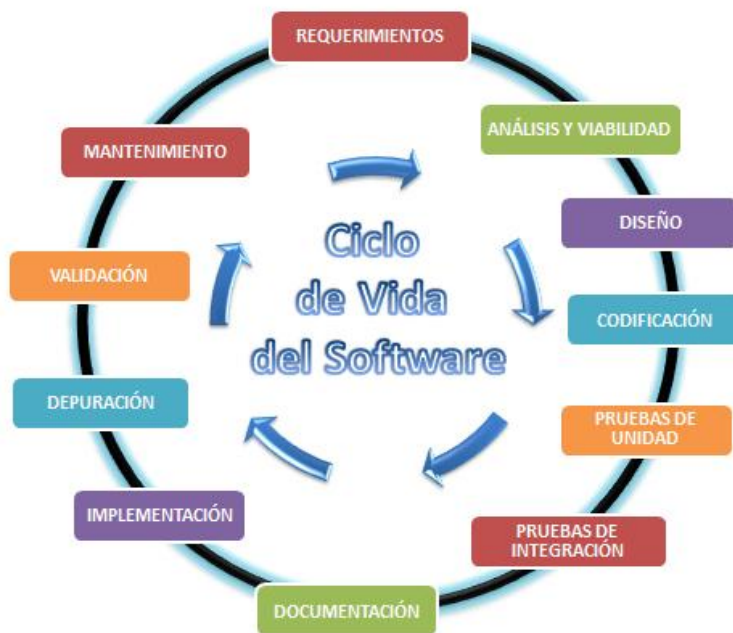 REQUERIMIENTOS
ANÁLISIS Y VIABILIDAD
DISEÑO
CODIFICACIÓN
PRUEBAS DE
UNIDAD
PRUEBAS DE
INTEGRACIÓN
DOCUMENTACIÓN
IMPLEMENTACIÓN
DEPURACIÓN
VALIDACIÓN
MANTENIMIENTO
Ciclo
de Vida
del Software